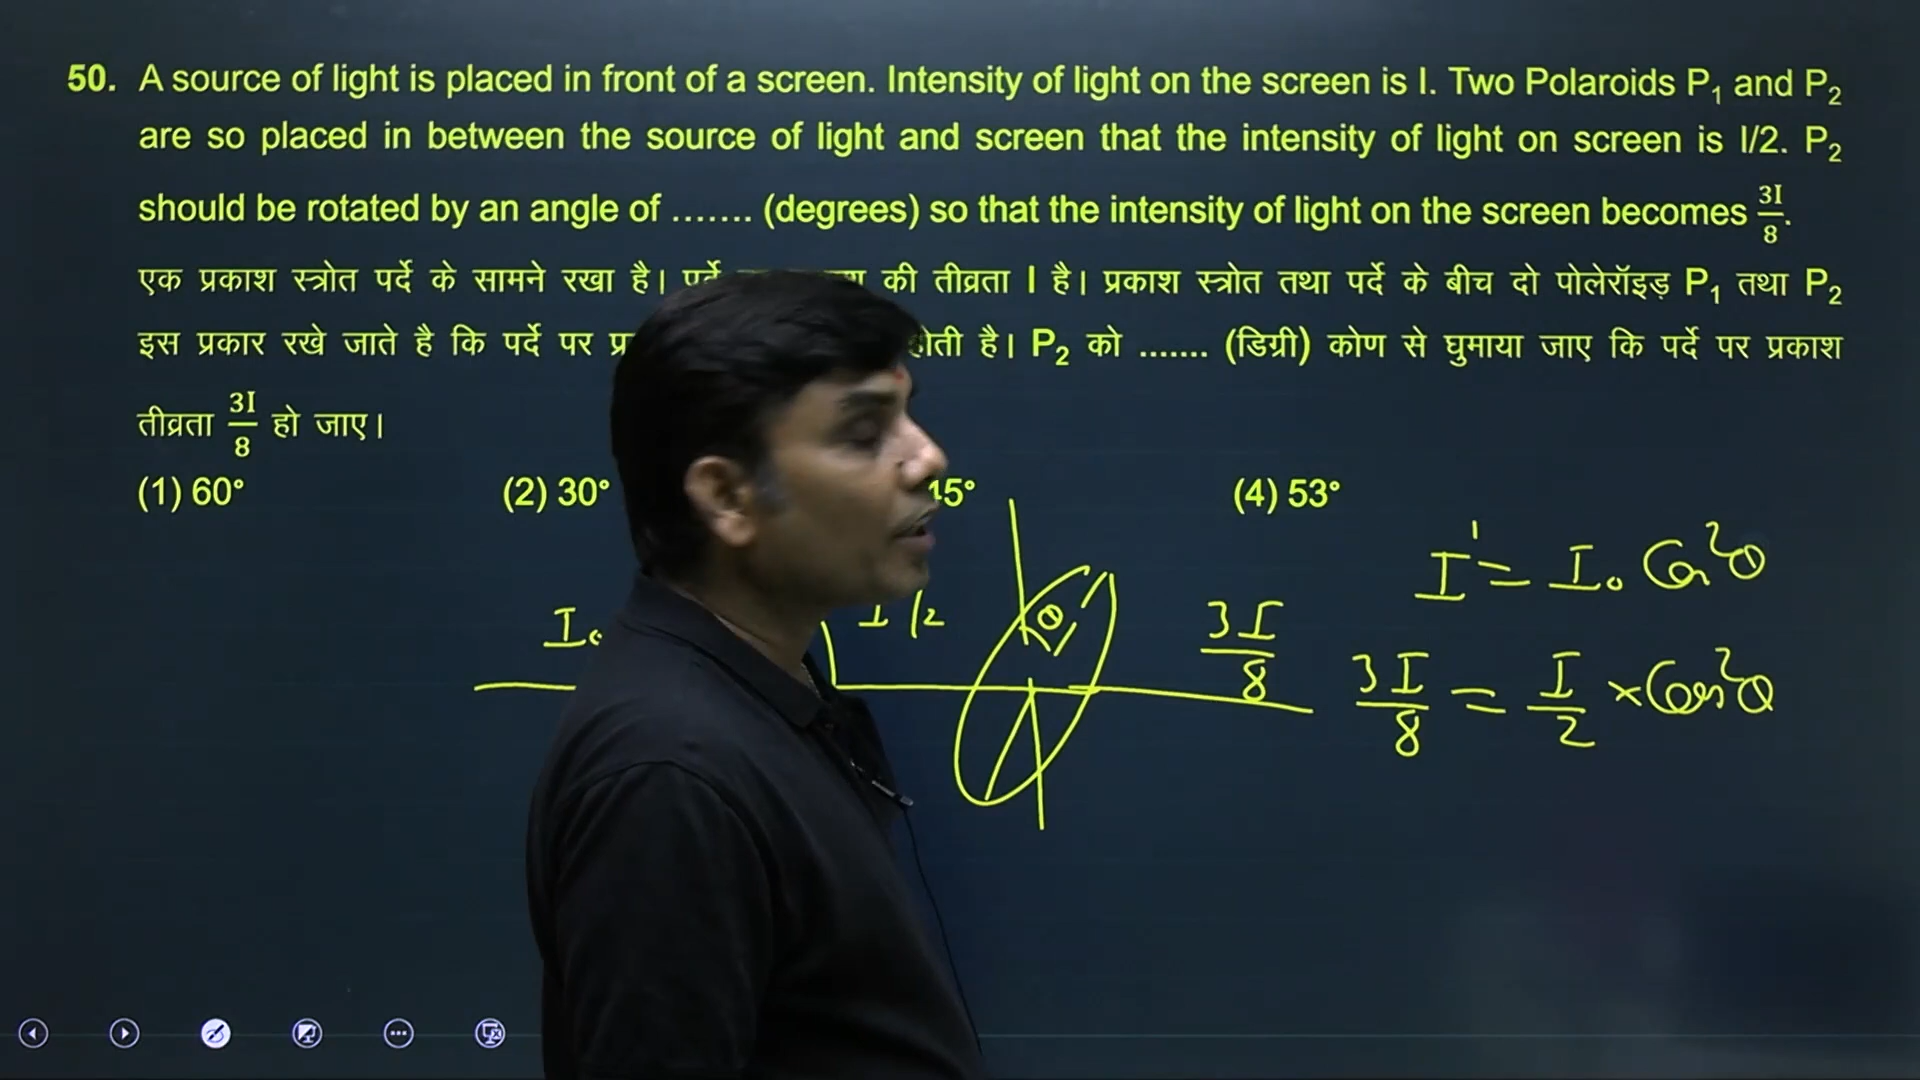 50. A source of light is placed in front of a screen. Intensity of light on the screen is I. Two Polaroids P₁ and P₂
are so placed in between the source of light and screen that the intensity of light on screen is I/2. P₂
should be rotated by an angle of ....... (degrees) so that the intensity of light on the screen becomes 3I/8.
एक प्रकाश स्त्रोत पर्दे के सामने रखा है। पर्दे की तीव्रता I है। प्रकाश स्त्रोत तथा पर्दे के बीच दो पोलेरॉइड़ P₁ तथा P₂
इस प्रकार रखे जाते है कि पर्दे पर होती है। P₂ को ....... (डिग्री) कोण से घुमाया जाए कि पर्दे पर प्रकाश
तीव्रता 3I/8 हो जाए।
(1) 60° (2) 30° 45° (4) 53°
I' = I₀ Cos²θ
I₀ I/2 θ 3I/8
3I/8 = I/2 × Cos²θ